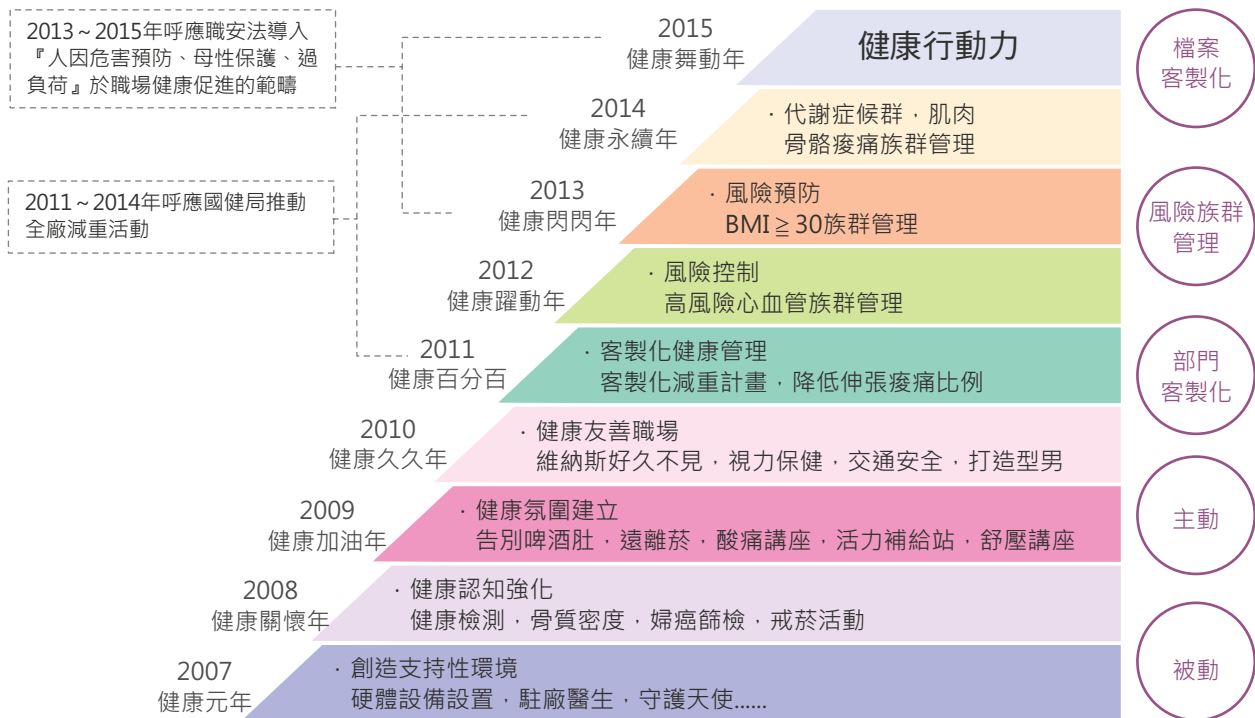 2013～2015年呼應職安法導入
『人因危害預防、母性保護、過
負荷』於職場健康促進的範疇
2011～2014年呼應國健局推動
全廠減重活動
2015
健康舞動年
健康行動力
2014
健康永續年
．代謝症候群，肌肉
骨骼痠痛族群管理
2013
健康閃閃年
．風險預防
BMI≧30族群管理
2012
健康躍動年
．風險控制
高風險心血管族群管理
2011
健康百分百
．客製化健康管理
客製化減重計畫，降低伸張痠痛比例
2010
健康久久年
．健康友善職場
維納斯好久不見，視力保健，交通安全，打造型男
2009
健康加油年
．健康氛圍建立
告別啤酒肚，遠離菸，酸痛講座，活力補給站，舒壓講座
2008
健康關懷年
．健康認知強化
健康檢測，骨質密度，婦癌篩檢，戒菸活動
2007
健康元年
．創造支持性環境
硬體設備設置，駐廠醫生，守護天使......
檔案
客製化
風險族群
管理
部門
客製化
主動
被動